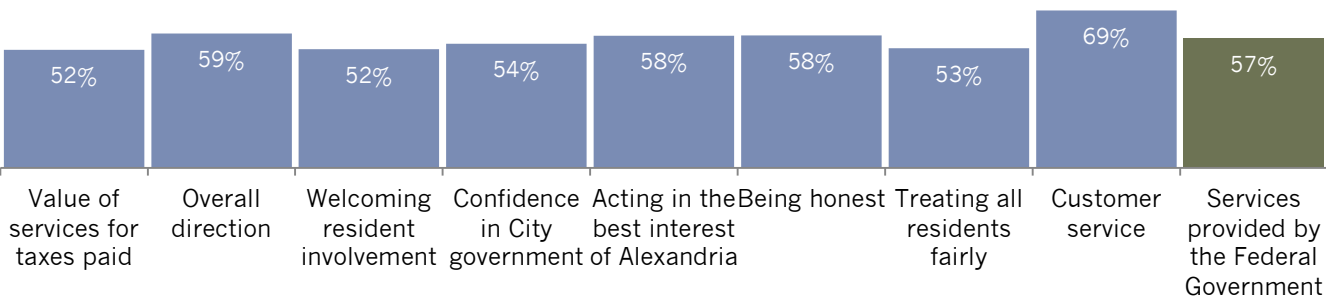 52%
59%
52%
54%
58%
58%
53%
69%
57%
Value of
services for
taxes paid
Overall
direction
Welcoming
resident
involvement
Confidence
in City
government
Acting in the
best interest
of Alexandria
Being honest
Treating all
residents
fairly
Customer
service
Services
provided by
the Federal
Government